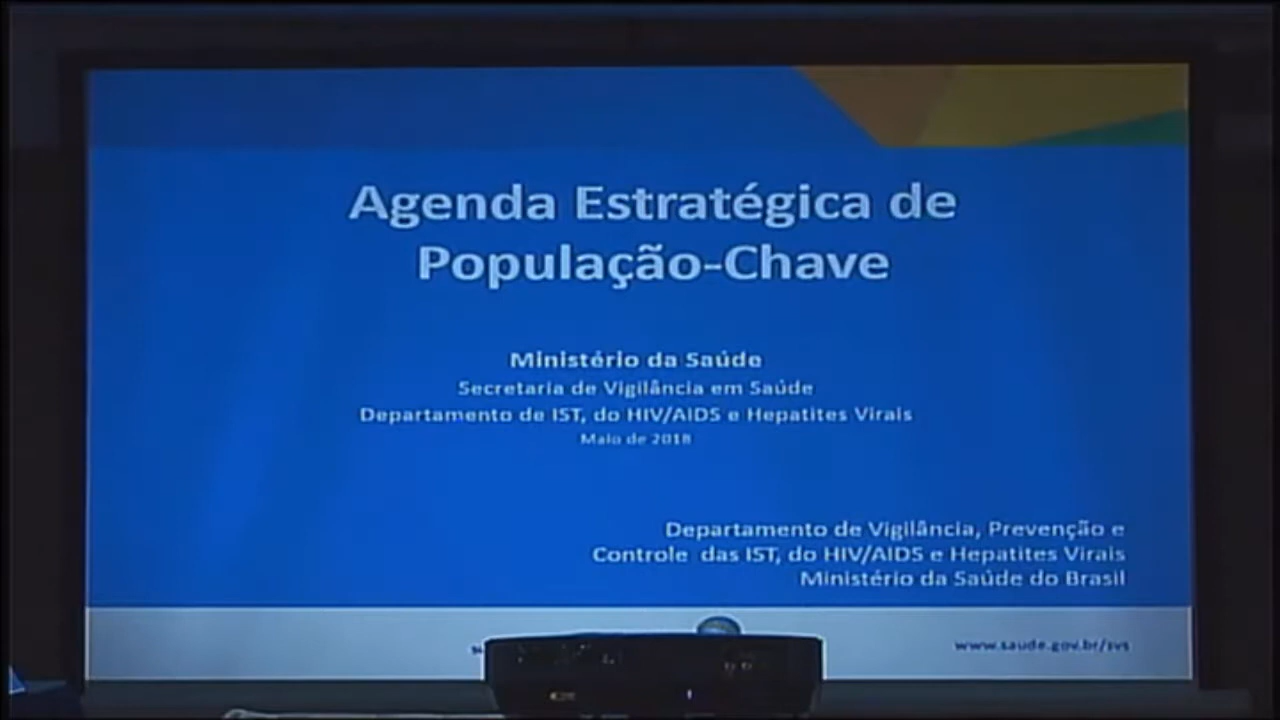 Agenda Estratégica de
População-Chave
Ministério da Saúde
Secretaria de Vigilância em Saúde
Departamento de IST, do HIV/AIDS e Hepatites Virais
Maio de 2018
Departamento de Vigilância, Prevenção e
Controle das IST, do HIV/AIDS e Hepatites Virais
Ministério da Saúde do Brasil
www.saude.gov.br/svs